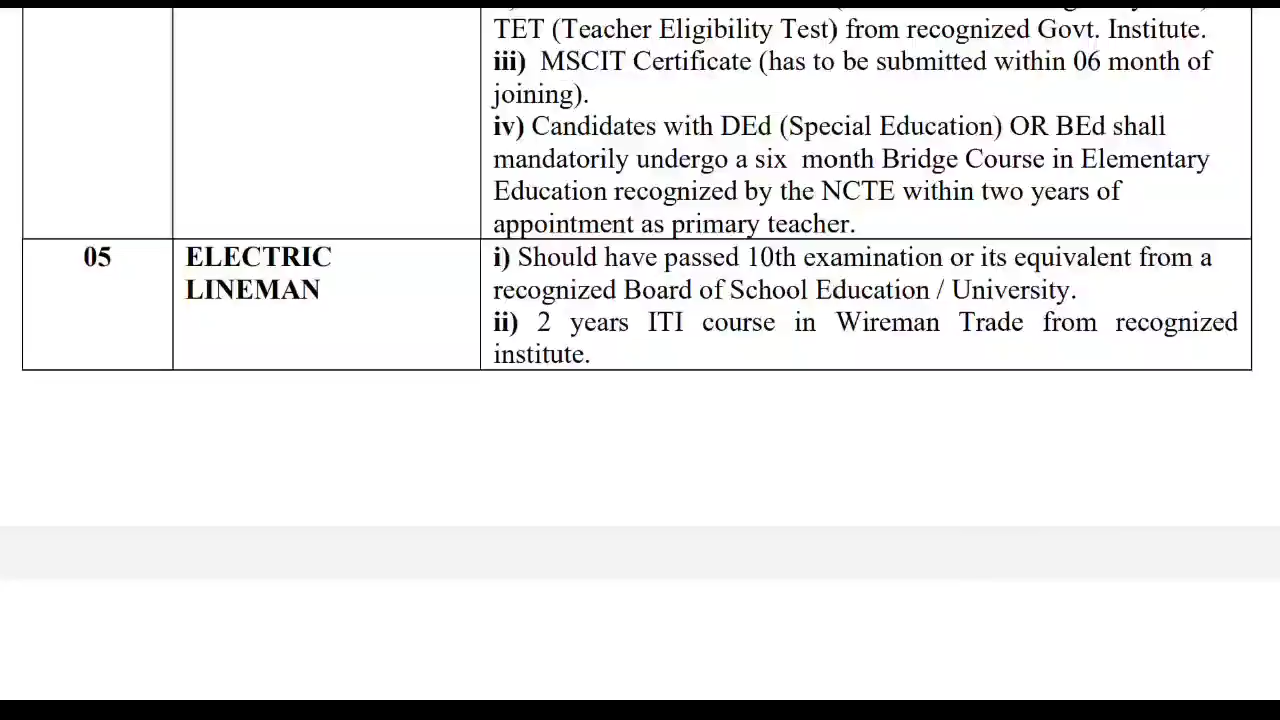 TET (Teacher Eligibility Test) from recognized Govt. Institute.
iii) MSCIT Certificate (has to be submitted within 06 month of
joining).
iv) Candidates with DEd (Special Education) OR BEd shall
mandatorily undergo a six month Bridge Course in Elementary
Education recognized by the NCTE within two years of
appointment as primary teacher.
05
ELECTRIC
LINEMAN
i) Should have passed 10th examination or its equivalent from a
recognized Board of School Education / University.
ii) 2 years ITI course in Wireman Trade from recognized
institute.